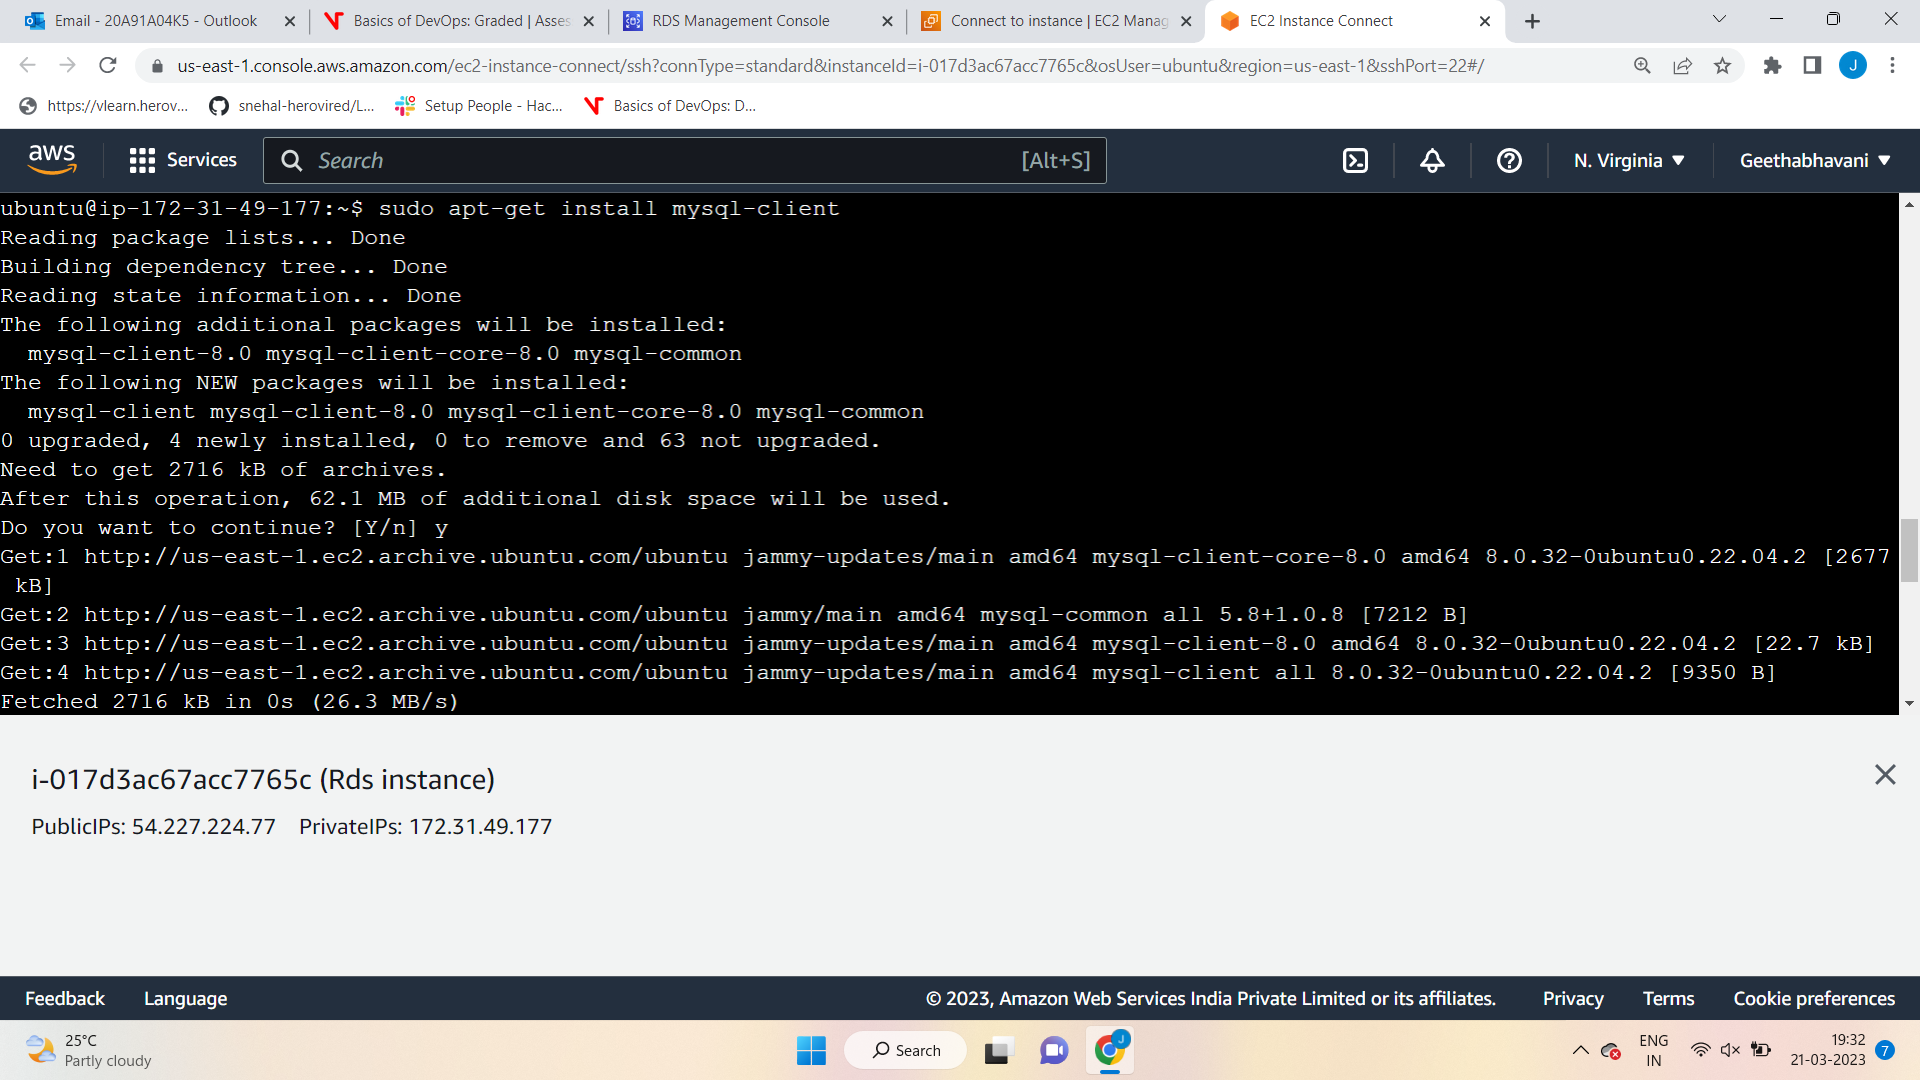 Email - 20A91A04K5 - Outlook
Basics of DevOps: Graded | Asses
RDS Management Console
Connect to instance | EC2 Manag
EC2 Instance Connect
us-east-1.console.aws.amazon.com/ec2-instance-connect/ssh?connType=standard&instanceId=i-017d3ac67acc7765c&osUser=ubuntu&region=us-east-1&sshPort=22#/
J
https://vlearn.herov...
snehal-herovired/L...
Setup People - Hac...
Basics of DevOps: D...
aws
Services
Search
[Alt+S]
N. Virginia
Geethabhavani
ubuntu@ip-172-31-49-177:~$ sudo apt-get install mysql-client
Reading package lists... Done
Building dependency tree... Done
Reading state information... Done
The following additional packages will be installed:
mysql-client-8.0 mysql-client-core-8.0 mysql-common
The following NEW packages will be installed:
mysql-client mysql-client-8.0 mysql-client-core-8.0 mysql-common
0 upgraded, 4 newly installed, 0 to remove and 63 not upgraded.
Need to get 2716 kB of archives.
After this operation, 62.1 MB of additional disk space will be used.
Do you want to continue? [Y/n] y
Get:1 http://us-east-1.ec2.archive.ubuntu.com/ubuntu jammy-updates/main amd64 mysql-client-core-8.0 amd64 8.0.32-0ubuntu0.22.04.2 [2677
kB]
Get:2 http://us-east-1.ec2.archive.ubuntu.com/ubuntu jammy/main amd64 mysql-common all 5.8+1.0.8 [7212 B]
Get:3 http://us-east-1.ec2.archive.ubuntu.com/ubuntu jammy-updates/main amd64 mysql-client-8.0 amd64 8.0.32-0ubuntu0.22.04.2 [22.7 kB]
Get:4 http://us-east-1.ec2.archive.ubuntu.com/ubuntu jammy-updates/main amd64 mysql-client all 8.0.32-0ubuntu0.22.04.2 [9350 B]
Fetched 2716 kB in 0s (26.3 MB/s)
i-017d3ac67acc7765c (Rds instance)
PublicIPs: 54.227.224.77 PrivateIPs: 172.31.49.177
Feedback
Language
© 2023, Amazon Web Services India Private Limited or its affiliates.
Privacy
Terms
Cookie preferences
25°C
Partly cloudy
Search
J
ENG
IN
19:32
21-03-2023
7